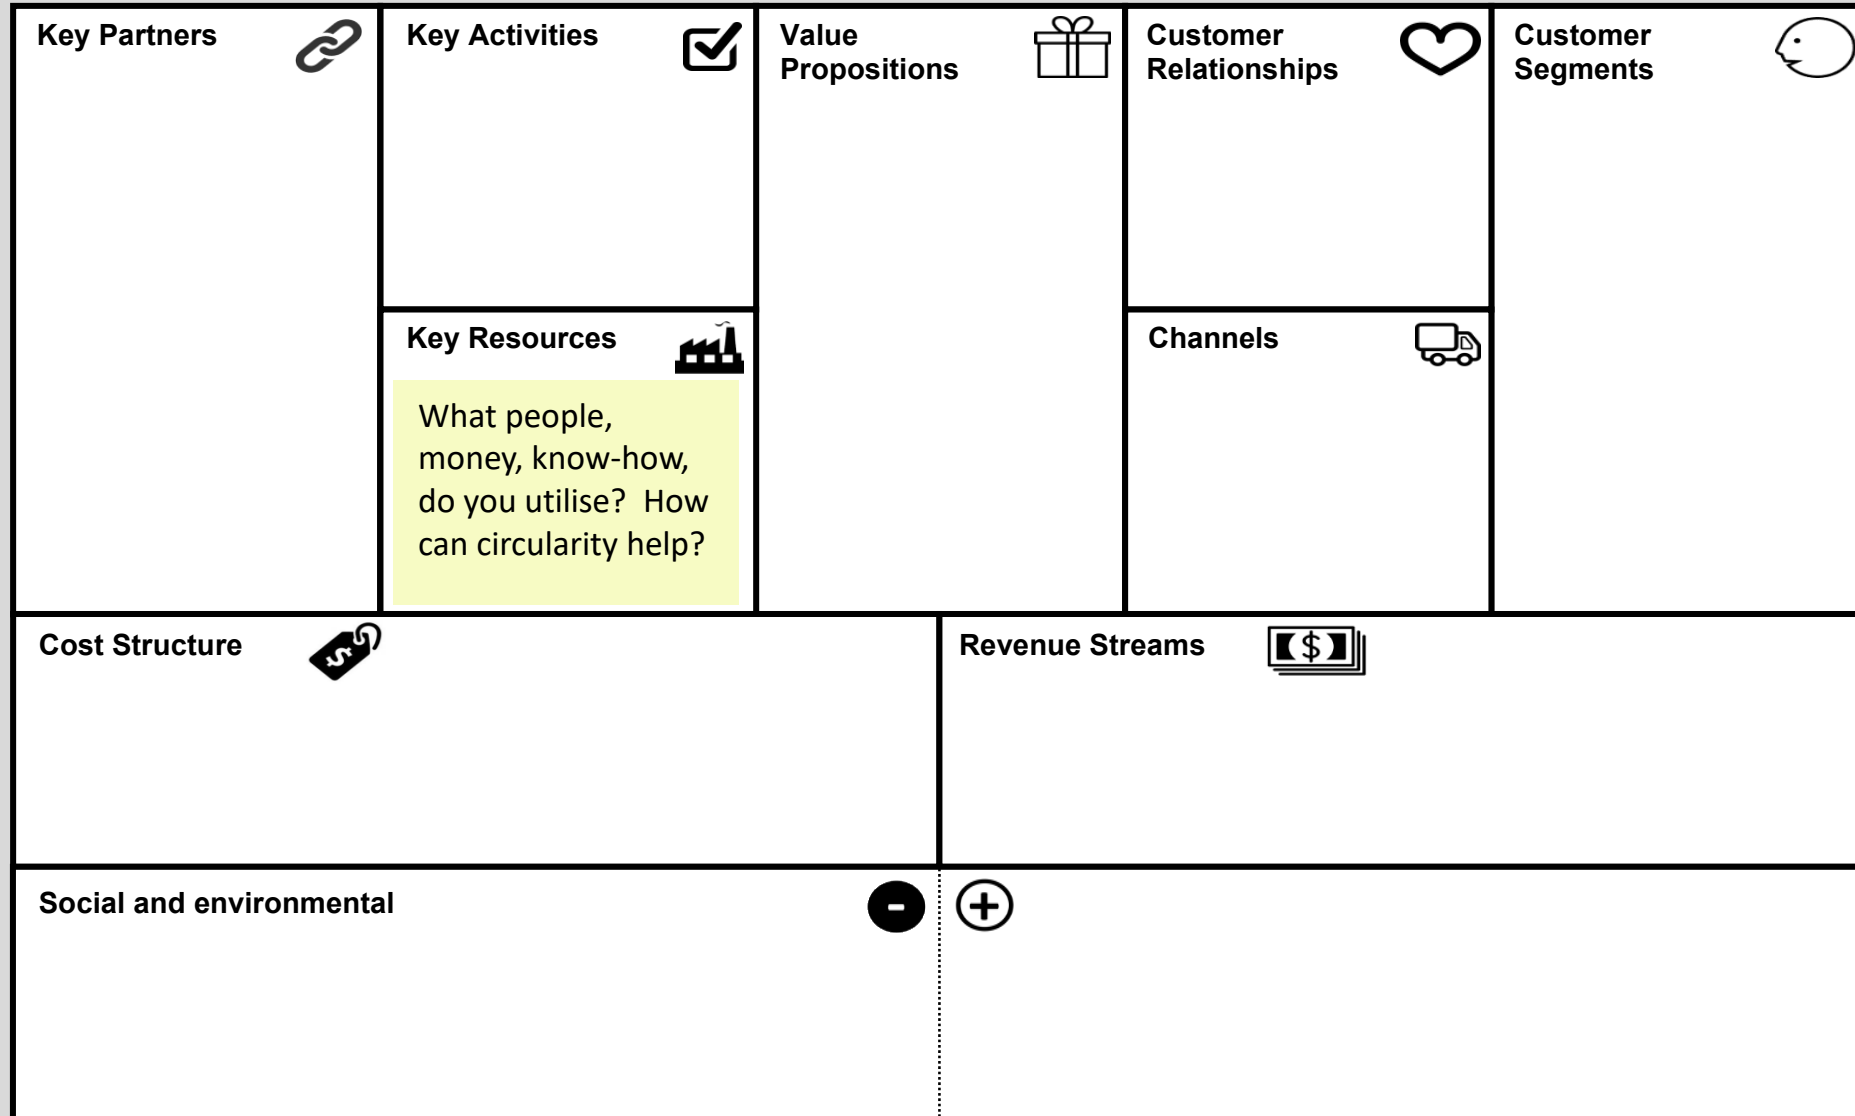 Key Partners
Key Activities
Value
Propositions
Customer
Relationships
Customer
Segments
Key Resources
What people,
money, know-how,
do you utilise?  How
can circularity help?
Channels
Cost Structure
$
Revenue Streams
$
Social and environmental
-
+